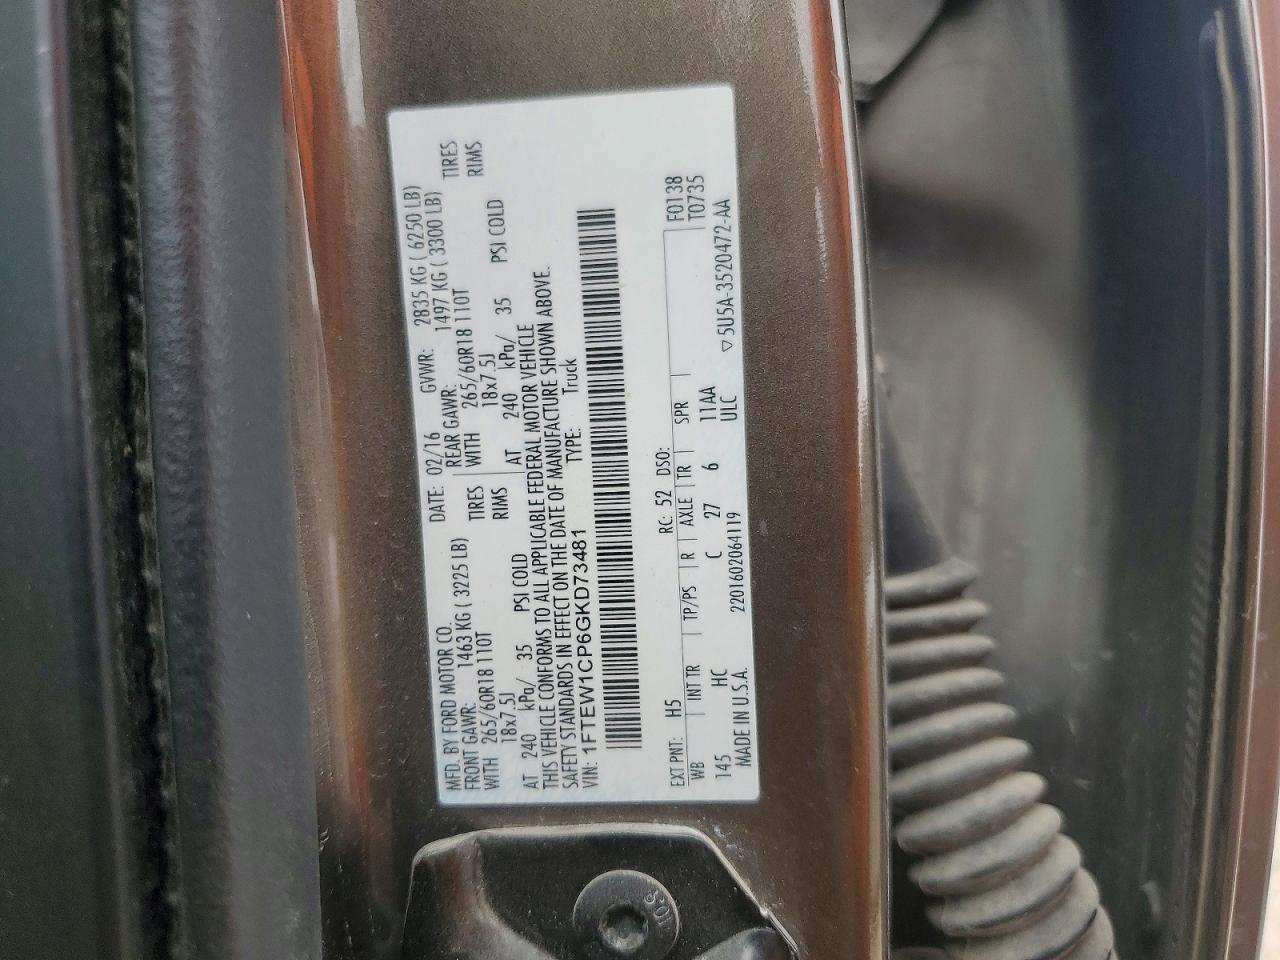 MFD. BY FORD MOTOR CO.
DATE: 02/16 GVWR: 2835 KG ( 6250 LB)
FRONT GAWR: 1463 KG ( 3225 LB)
REAR GAWR: 1497 KG ( 3300 LB)
WITH 265/60R18 110T TIRES
WITH 265/60R18 110T TIRES
18x7.5J RIMS
18x7.5J RIMS
AT 240 kPa/ 35 PSI COLD
AT 240 kPa/ 35 PSI COLD
THIS VEHICLE CONFORMS TO ALL APPLICABLE FEDERAL MOTOR VEHICLE
SAFETY STANDARDS IN EFFECT ON THE DATE OF MANUFACTURE SHOWN ABOVE.
VIN: 1FTEW1CP6GKD73481 TYPE: Truck
F0138
T0735
EXT PNT: H5 RC: 52 DSO:
WB INT TR TP/PS R AXLE TR SPR
145 HC C 27 6 11AA
ULC
MADE IN U.S.A. 2201602064119 ▽5U5A-3520472-AA
10.9